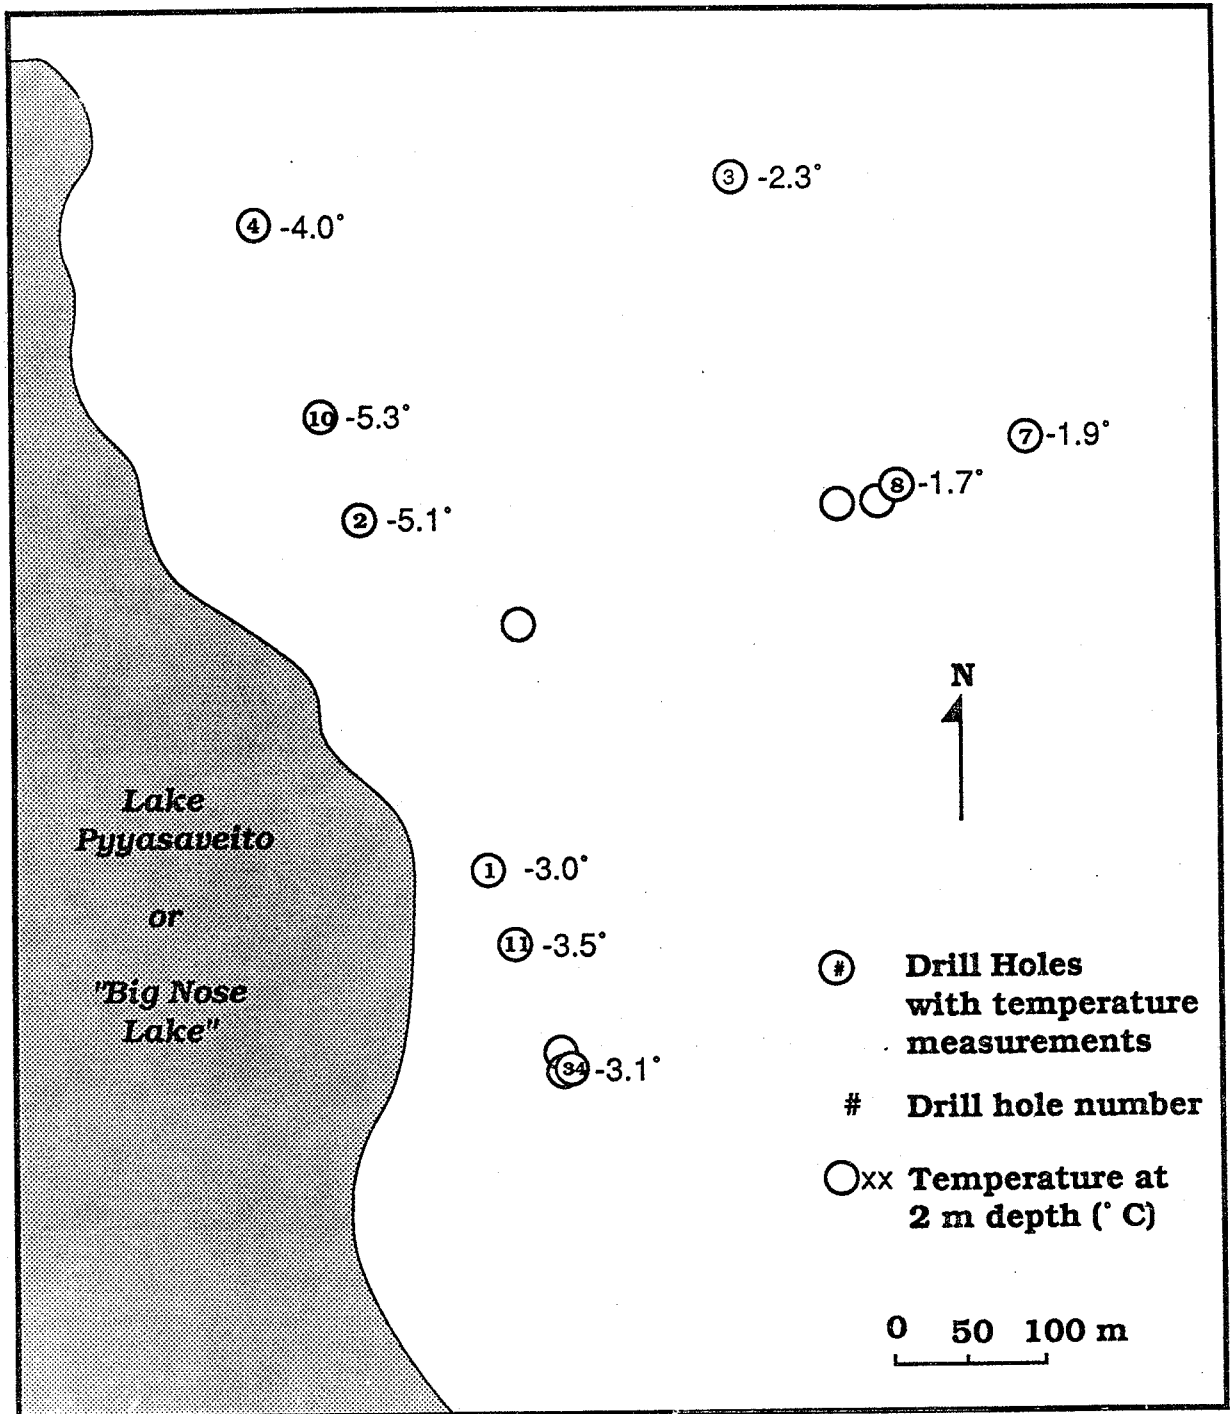 3 -2.3°
4 -4.0°
10 -5.3°
7 -1.9°
8 -1.7°
2 -5.1°
N
Lake
Pyyasaveito
or
"Big Nose
Lake"
1 -3.0°
11 -3.5°
34 -3.1°
# Drill Holes
with temperature
measurements
# Drill hole number
xx Temperature at
2 m depth (° C)
0 50 100 m